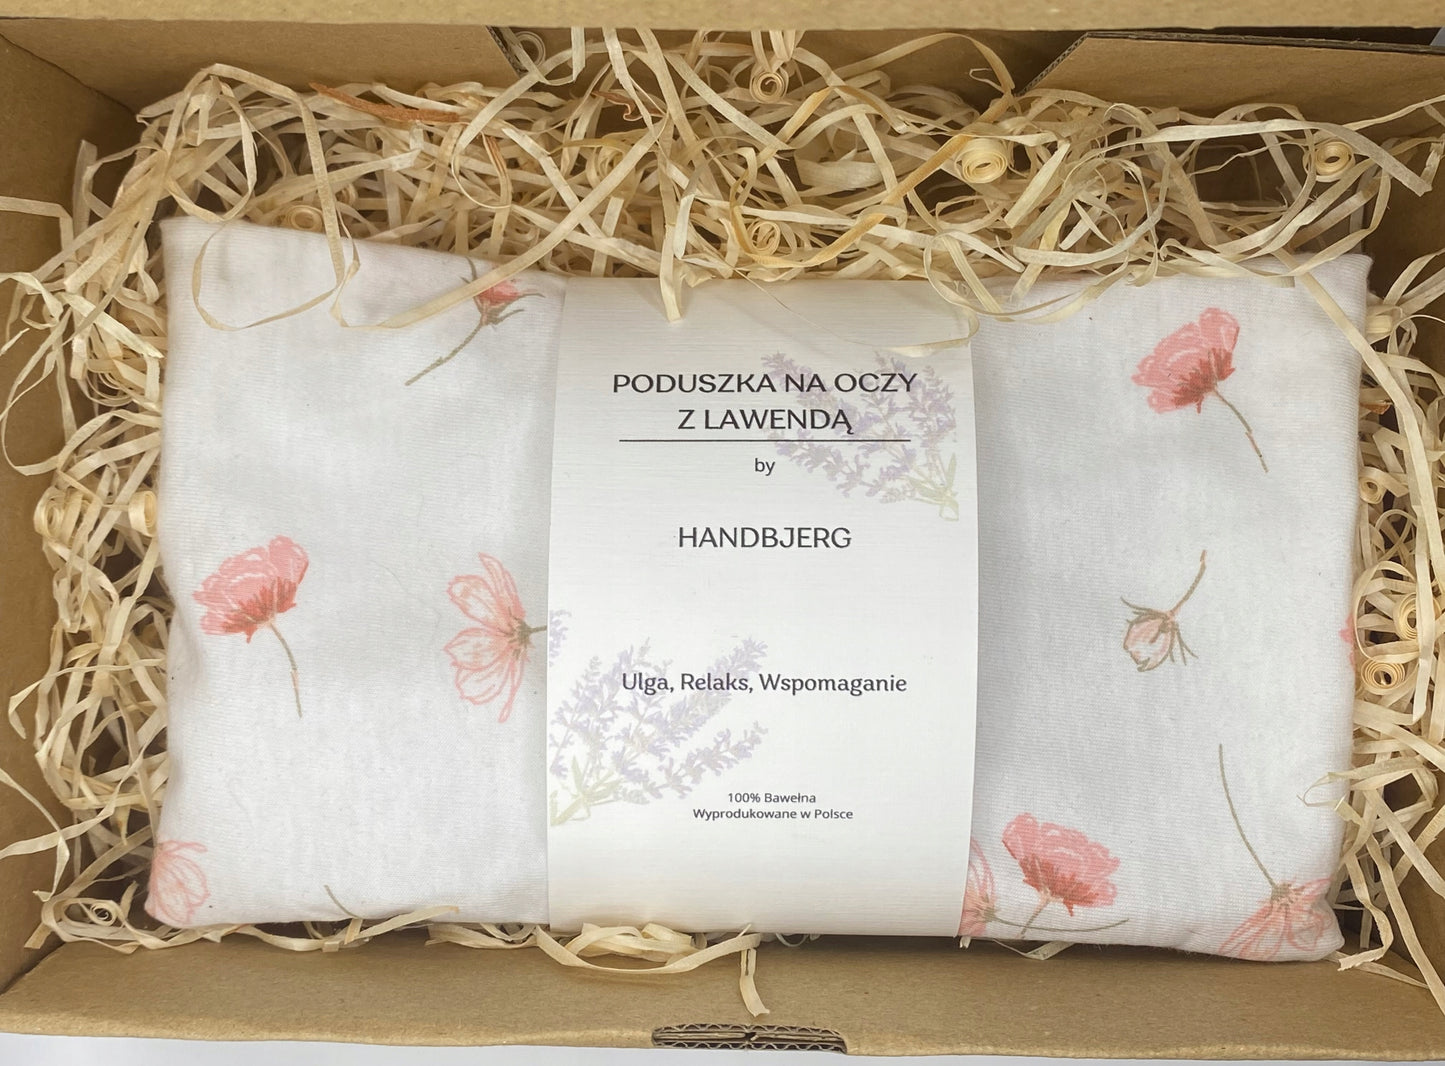 PODUSZKA NA OCZY
Z LAWENDĄ
by
HANDBJERG
Ulga, Relaks, Wspomaganie
100% Bawełna
Wyprodukowane w Polsce